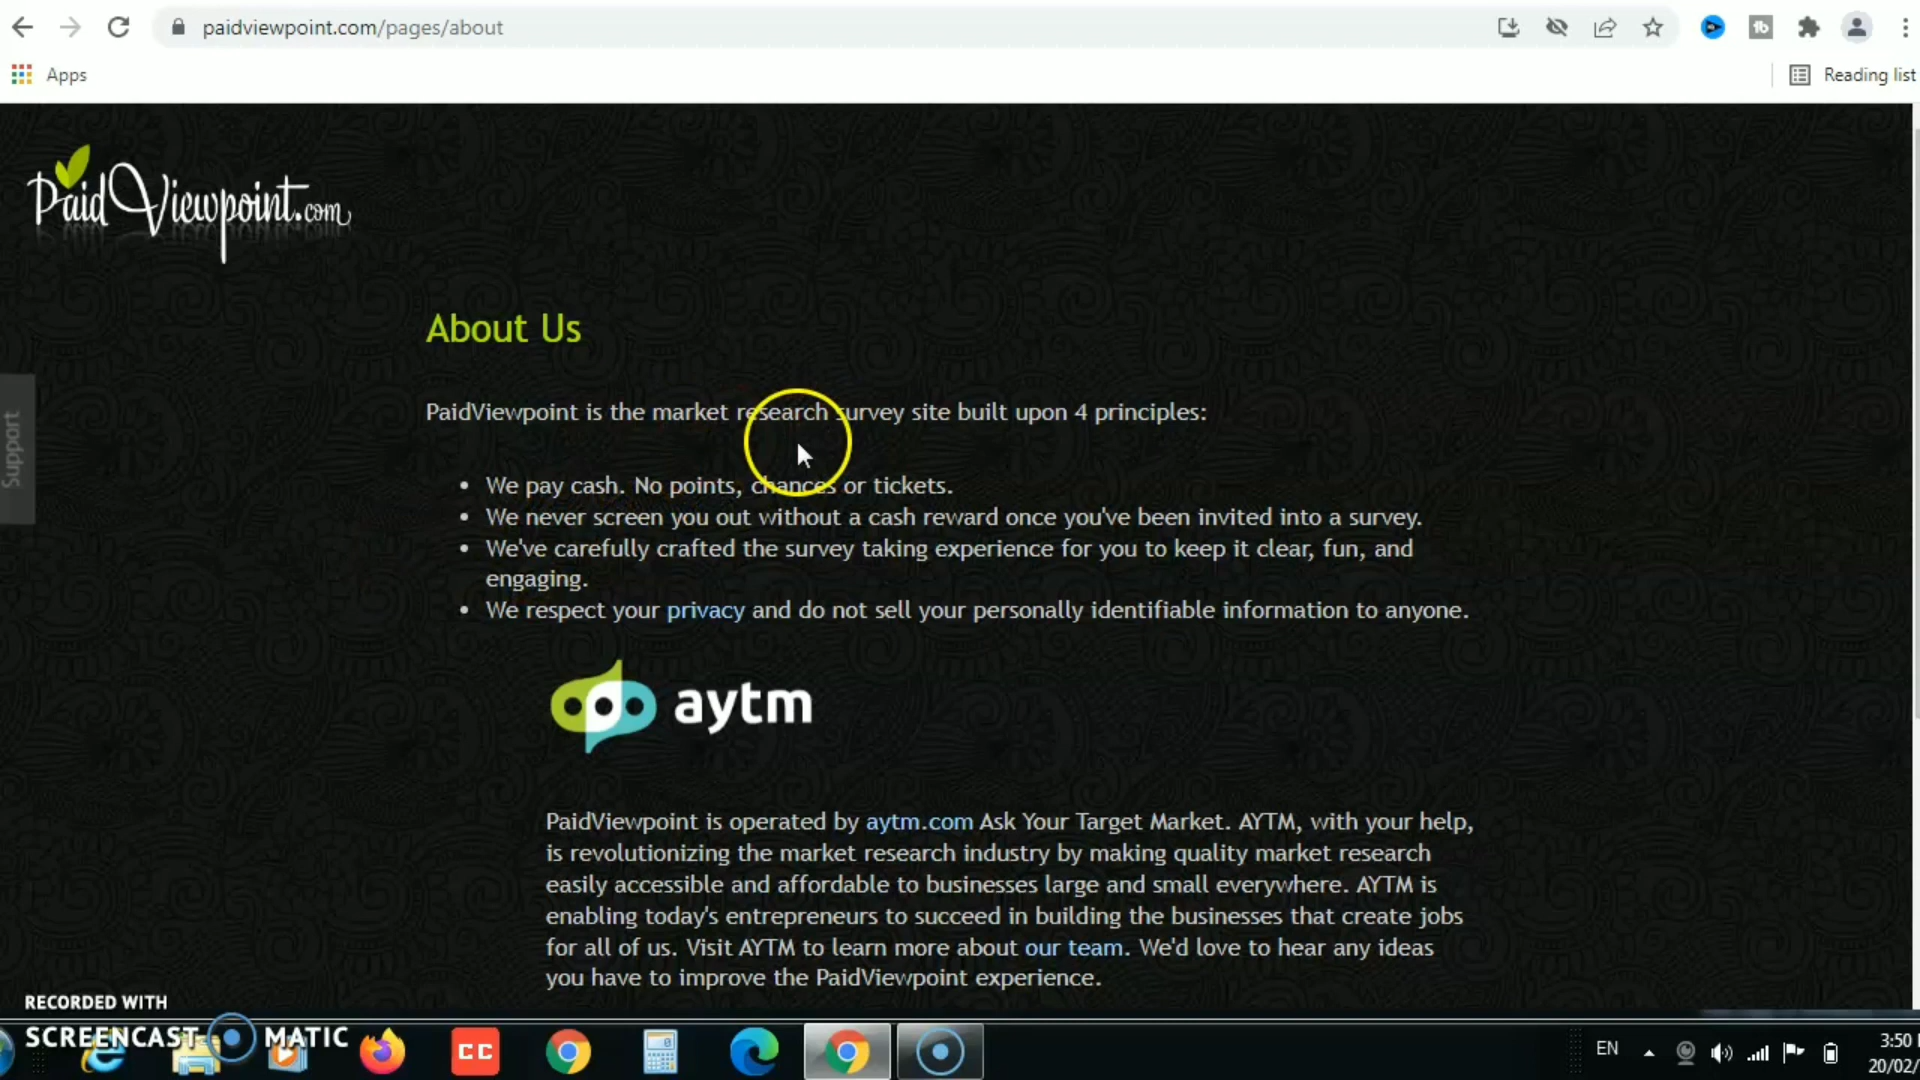 paidviewpoint.com/pages/about
Apps
Reading list
PaidViewpoint.com
Support
About Us
PaidViewpoint is the market research survey site built upon 4 principles:
• We pay cash. No points, chances or tickets.
• We never screen you out without a cash reward once you've been invited into a survey.
• We've carefully crafted the survey taking experience for you to keep it clear, fun, and
engaging.
• We respect your privacy and do not sell your personally identifiable information to anyone.
aytm
PaidViewpoint is operated by aytm.com Ask Your Target Market. AYTM, with your help,
is revolutionizing the market research industry by making quality market research
easily accessible and affordable to businesses large and small everywhere. AYTM is
enabling today's entrepreneurs to succeed in building the businesses that create jobs
for all of us. Visit AYTM to learn more about our team. We'd love to hear any ideas
you have to improve the PaidViewpoint experience.
RECORDED WITH
SCREENCAST MATIC
CC
EN
3:50
20/02/